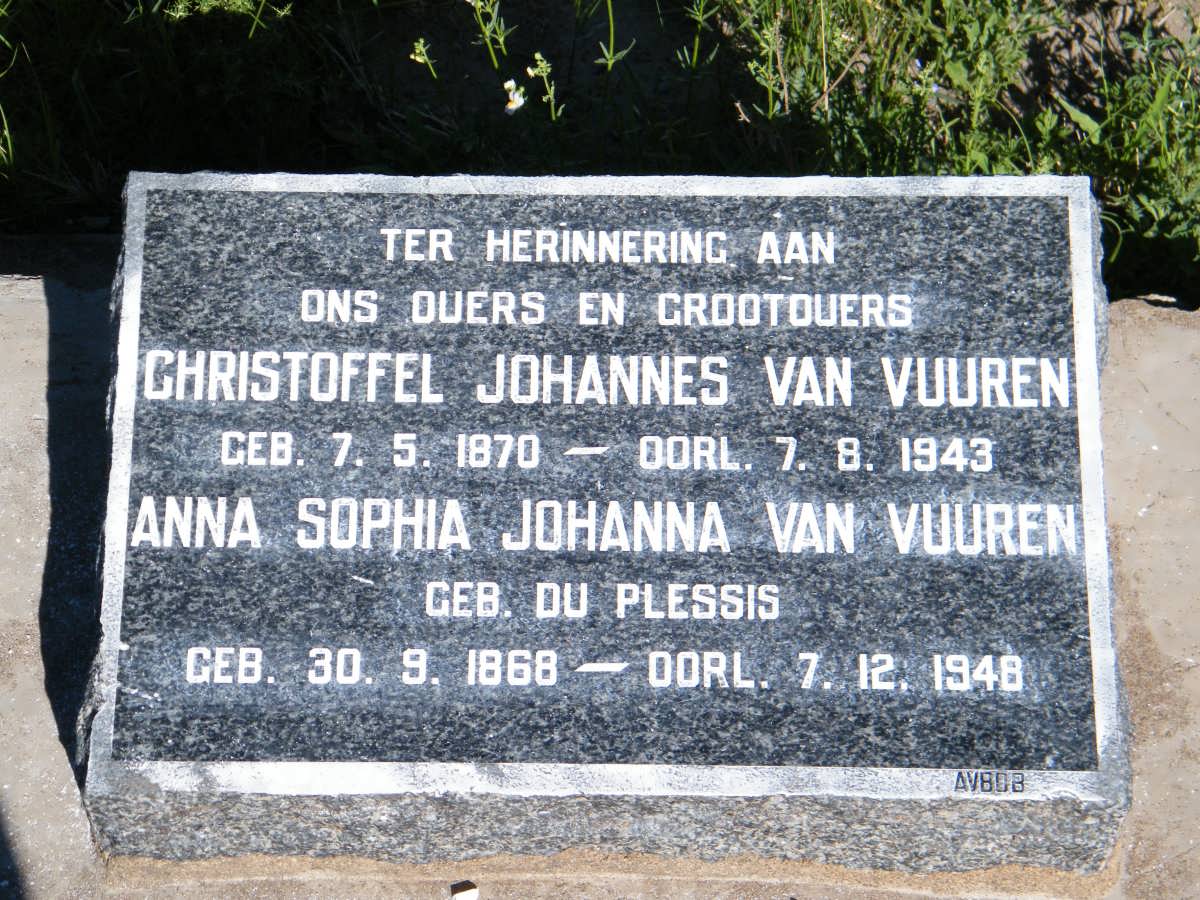 TER HERINNERING AAN
ONS OUERS EN GROOTOUERS
CHRISTOFFEL JOHANNES VAN VUUREN
GEB. 7. 5. 1870 — OORL. 7. 8. 1943
ANNA SOPHIA JOHANNA VAN VUUREN
GEB. DU PLESSIS
GEB. 30. 9. 1868 — OORL. 7. 12. 1948
AVBOB